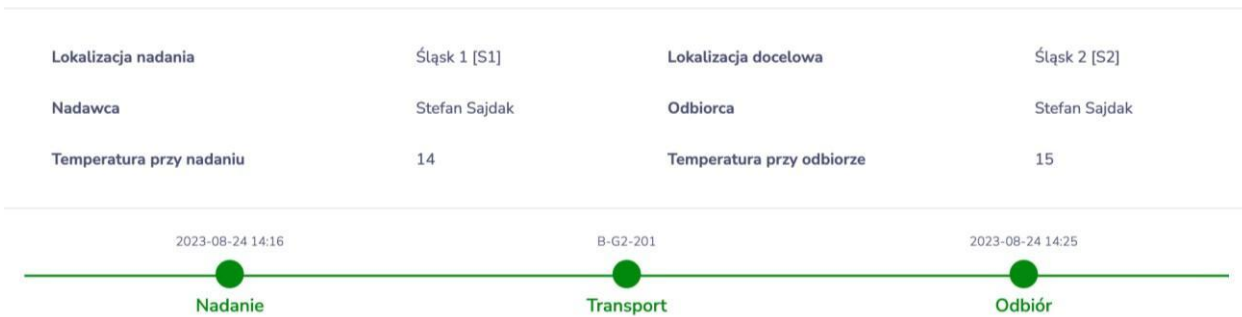 Lokalizacja nadania Śląsk 1 [S1] Lokalizacja docelowa Śląsk 2 [S2]
Nadawca Stefan Sajdak Odbiorca Stefan Sajdak
Temperatura przy nadaniu 14 Temperatura przy odbiorze 15
2023-08-24 14:16 B-G2-201 2023-08-24 14:25
Nadanie Transport Odbiór